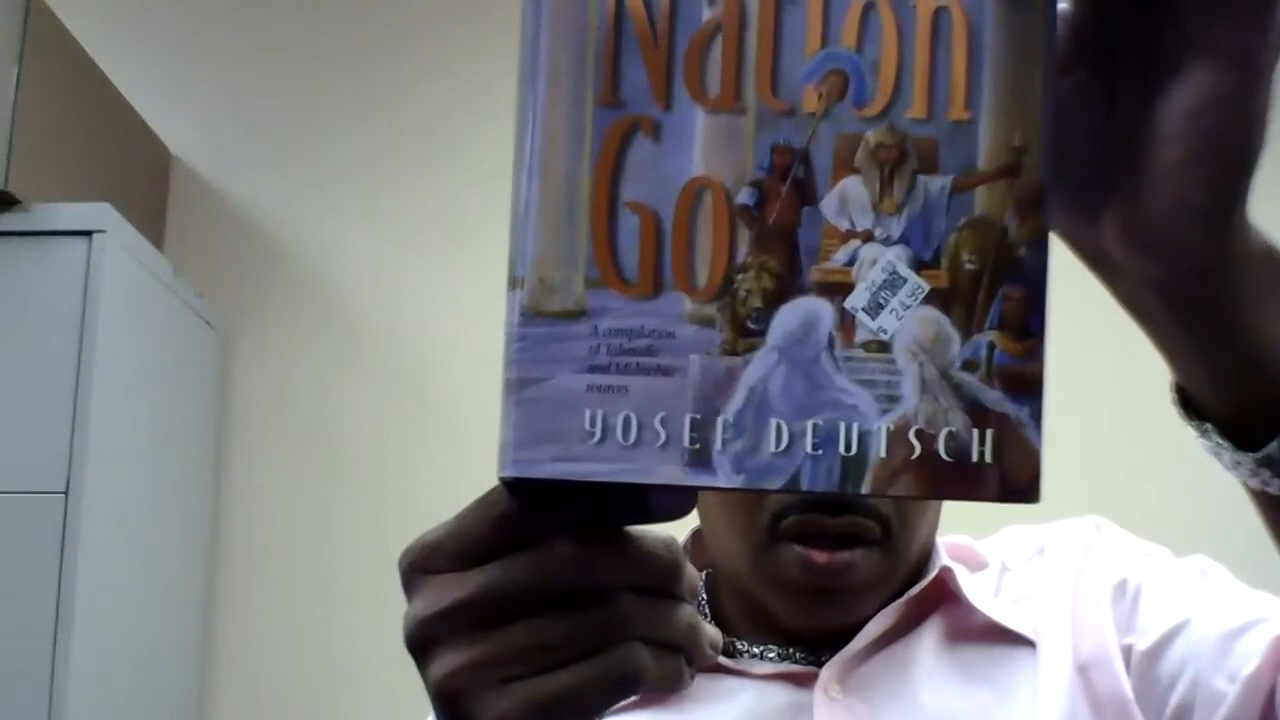 Nation
Go
A compilation
of Talmudic
and Midrashic
sources
YOSEF DEUTSCH
$ 24.99